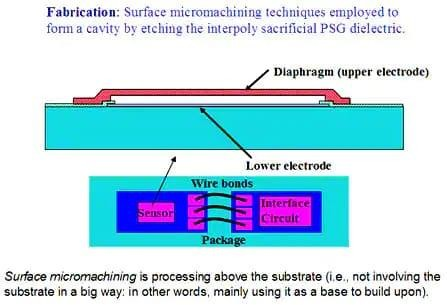 Fabrication: Surface micromachining techniques employed to
form a cavity by etching the interpoly sacrificial PSG dielectric.
Diaphragm (upper electrode)
Lower electrode
Wire bonds
Sensor
Interface
Circuit
Package
Surface micromachining is processing above the substrate (i.e., not involving the
substrate in a big way: in other words, mainly using it as a base to build upon).